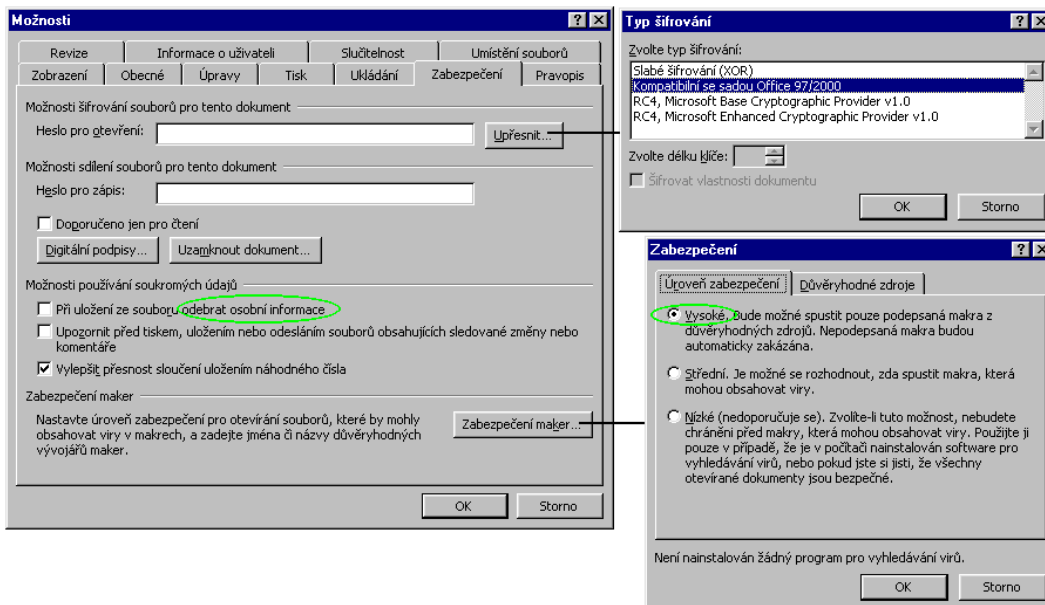 Možnosti
Revize
Informace o uživateli
Slučitelnost
Umístění souborů
Zobrazení
Obecné
Úpravy
Tisk
Ukládání
Zabezpečení
Pravopis
Možnosti šifrování souborů pro tento dokument
Heslo pro otevření:
Upřesnit...
Možnosti sdílení souborů pro tento dokument
Heslo pro zápis:
Doporučeno jen pro čtení
Digitální podpisy...
Uzamknout dokument...
Možnosti používání soukromých údajů
Při uložení ze souboru odebrat osobní informace
Upozornit před tiskem, uložením nebo odesláním souborů obsahujících sledované změny nebo
komentáře
Vylepšit přesnost sloučení uložením náhodného čísla
Zabezpečení maker
Nastavte úroveň zabezpečení pro otevírání souborů, které by mohly
obsahovat viry v makrech, a zadejte jména či názvy důvěryhodných
vývojářů maker.
Zabezpečení maker...
OK
Storno
Typ šifrování
Zvolte typ šifrování:
Slabé šifrování (XOR)
Kompatibilní se sadou Office 97/2000
RC4, Microsoft Base Cryptographic Provider v1.0
RC4, Microsoft Enhanced Cryptographic Provider v1.0
Zvolte délku klíče:
Šifrovat vlastnosti dokumentu
OK
Storno
Zabezpečení
Úroveň zabezpečení
Důvěryhodné zdroje
Vysoké. Bude možné spustit pouze podepsaná makra z
důvěryhodných zdrojů. Nepodepsaná makra budou
automaticky zakázána.
Střední. Je možné se rozhodnout, zda spustit makra, která
mohou obsahovat viry.
Nízké (nedoporučuje se). Zvolíte-li tuto možnost, nebudete
chráněni před makry, která mohou obsahovat viry. Použijte ji
pouze v případě, že je v počítači nainstalován software pro
vyhledávání virů, nebo pokud jste si jisti, že všechny
otevírané dokumenty jsou bezpečné.
Není nainstalován žádný program pro vyhledávání virů.
OK
Storno